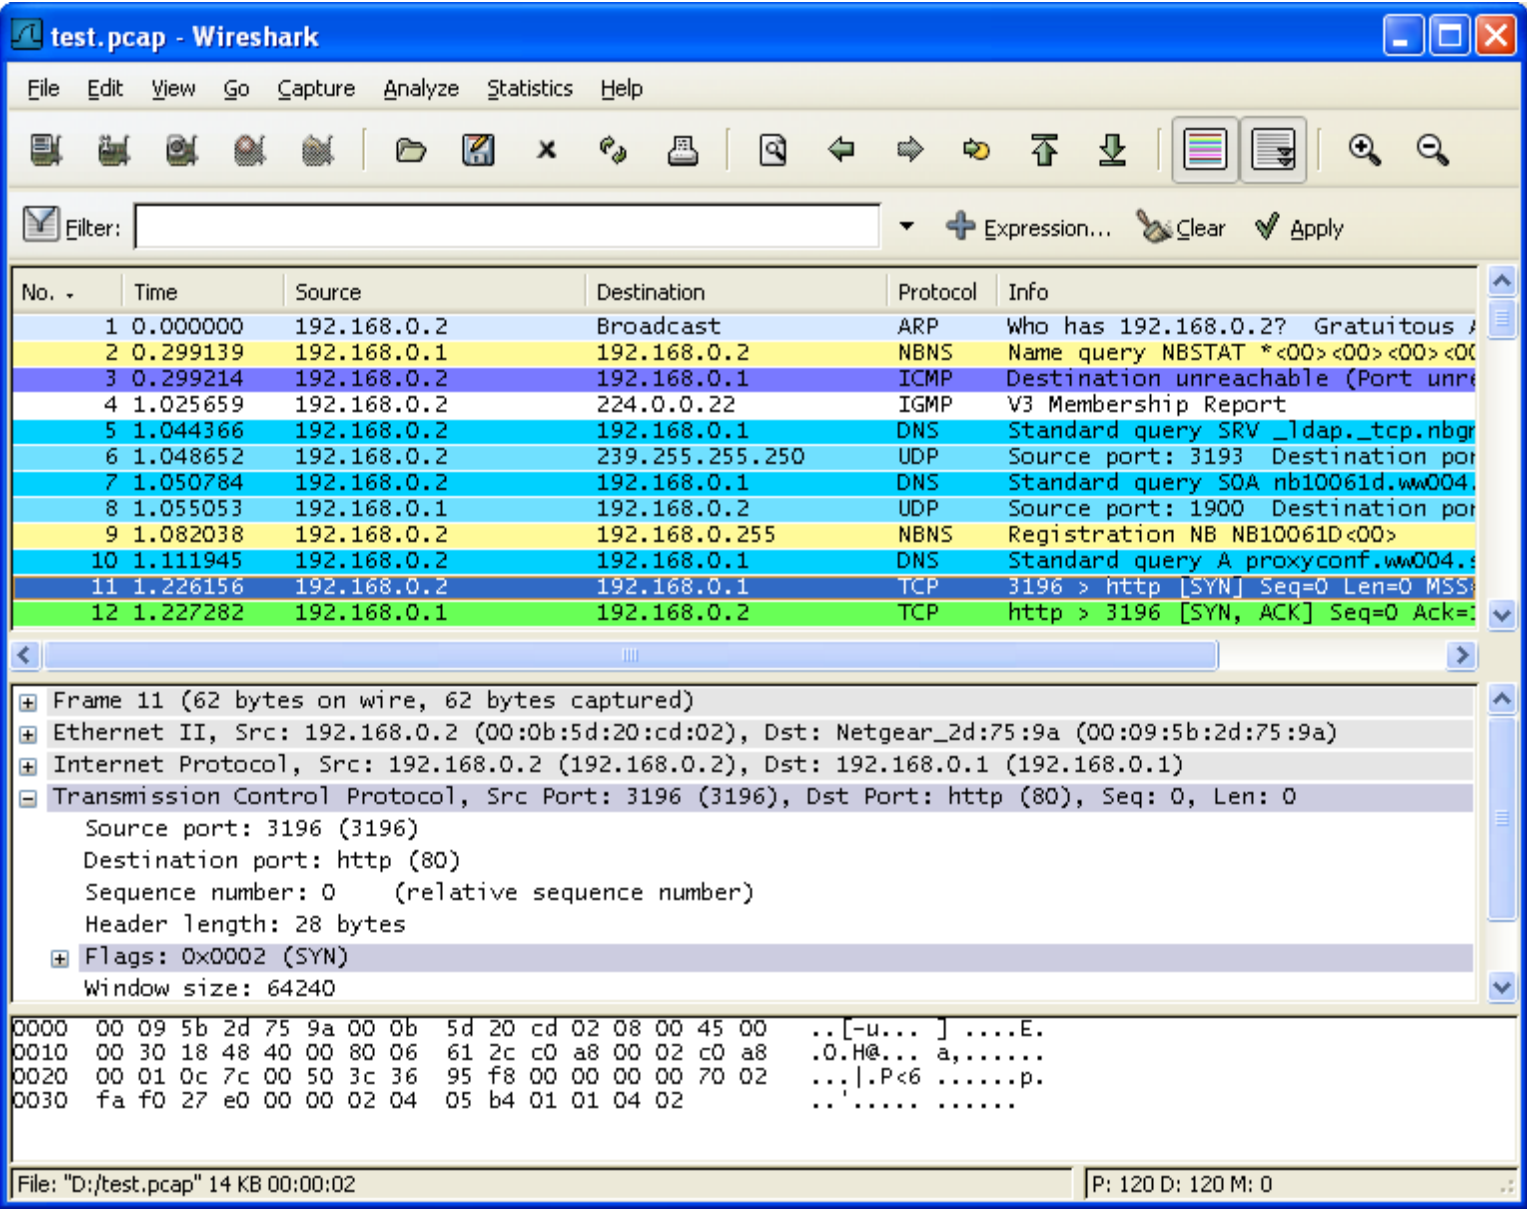 test.pcap - Wireshark
File Edit View Go Capture Analyze Statistics Help
Filter: Expression... Clear Apply
No. Time Source Destination Protocol Info
1 0.000000 192.168.0.2 Broadcast ARP Who has 192.168.0.2? Gratuitous
2 0.299139 192.168.0.1 192.168.0.2 NBNS Name query NBSTAT *<00><00><00><00
3 0.299214 192.168.0.2 192.168.0.1 ICMP Destination unreachable (Port unre
4 1.025659 192.168.0.2 224.0.0.22 IGMP V3 Membership Report
5 1.044366 192.168.0.2 192.168.0.1 DNS Standard query SRV _ldap._tcp.nbgr
6 1.048652 192.168.0.2 239.255.255.250 UDP Source port: 3193 Destination por
7 1.050784 192.168.0.2 192.168.0.1 DNS Standard query SOA nb10061d.ww004.
8 1.055053 192.168.0.1 192.168.0.2 UDP Source port: 1900 Destination por
9 1.082038 192.168.0.2 192.168.0.255 NBNS Registration NB NB10061D<00>
10 1.111945 192.168.0.2 192.168.0.1 DNS Standard query A proxyconf.ww004.s
11 1.226156 192.168.0.2 192.168.0.1 TCP 3196 > http [SYN] Seq=0 Len=0 MSS=
12 1.227282 192.168.0.1 192.168.0.2 TCP http > 3196 [SYN, ACK] Seq=0 Ack=1
Frame 11 (62 bytes on wire, 62 bytes captured)
Ethernet II, Src: 192.168.0.2 (00:0b:5d:20:cd:02), Dst: Netgear_2d:75:9a (00:09:5b:2d:75:9a)
Internet Protocol, Src: 192.168.0.2 (192.168.0.2), Dst: 192.168.0.1 (192.168.0.1)
Transmission Control Protocol, Src Port: 3196 (3196), Dst Port: http (80), Seq: 0, Len: 0
Source port: 3196 (3196)
Destination port: http (80)
Sequence number: 0 (relative sequence number)
Header length: 28 bytes
Flags: 0x0002 (SYN)
Window size: 64240
0000 00 09 5b 2d 75 9a 00 0b 5d 20 cd 02 08 00 45 00 ..[-u... ] ....E.
0010 00 30 18 48 40 00 80 06 61 2c c0 a8 00 02 c0 a8 .0.H@... a,......
0020 00 01 0c 7c 00 50 3c 36 95 f8 00 00 00 00 70 02 ...|.P<6 ......p.
0030 fa f0 27 e0 00 00 02 04 05 b4 01 01 04 02 ..'..... ......
File: "D:/test.pcap" 14 KB 00:00:02 P: 120 D: 120 M: 0